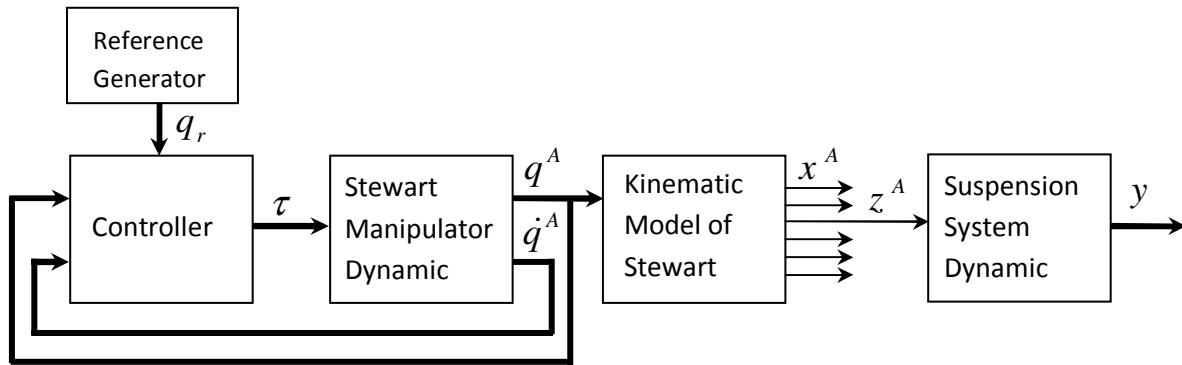 Reference
Generator
q_r
Controller
τ
Stewart
Manipulator
Dynamic
q^A
q̇^A
Kinematic
Model of
Stewart
x^A
z^A
Suspension
System
Dynamic
y